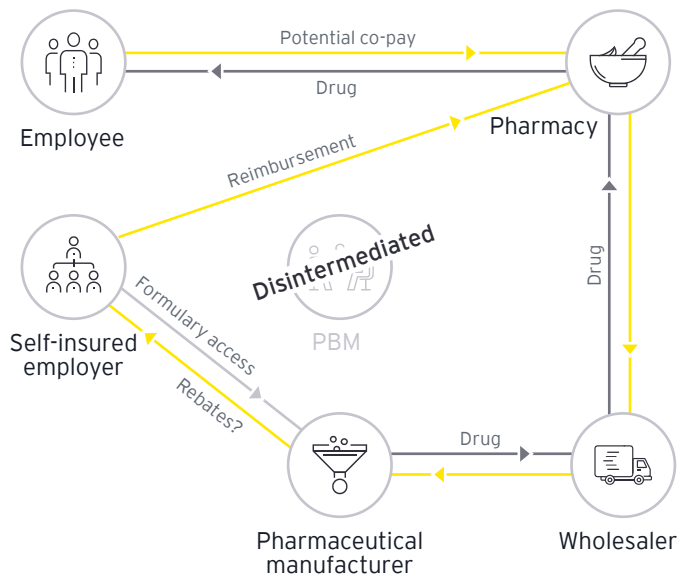 Potential co-pay
Drug
Employee
Pharmacy
Reimbursement
Disintermediated
Drug
Formulary access
PBM
Self-insured
employer
Rebates?
Drug
Pharmaceutical
manufacturer
Wholesaler